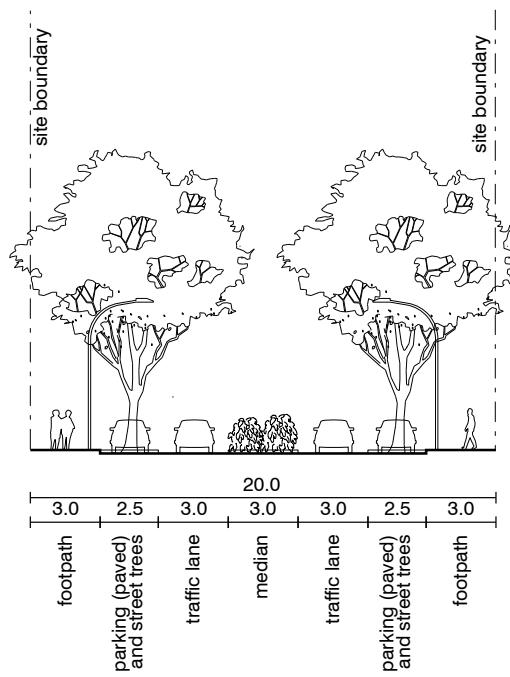 site boundary
site boundary
20.0
3.0 2.5 3.0 3.0 3.0 2.5 3.0
footpath
parking (paved)
and street trees
traffic lane
median
traffic lane
parking (paved)
and street trees
footpath